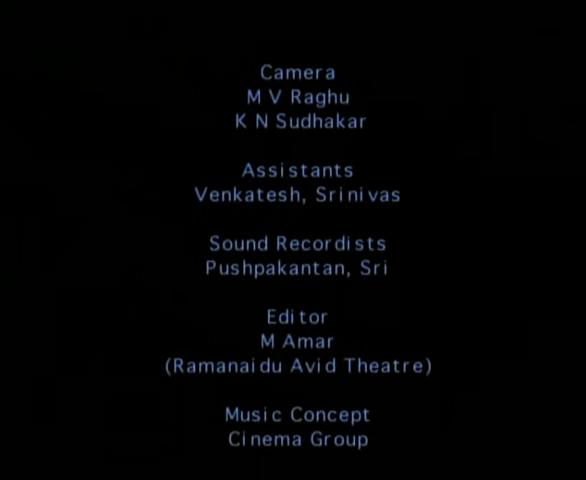 Camera
M V Raghu
K N Sudhakar
Assistants
Venkatesh, Srinivas
Sound Recordists
Pushpakantan, Sri
Editor
M Amar
(Ramanaidu Avid Theatre)
Music Concept
Cinema Group